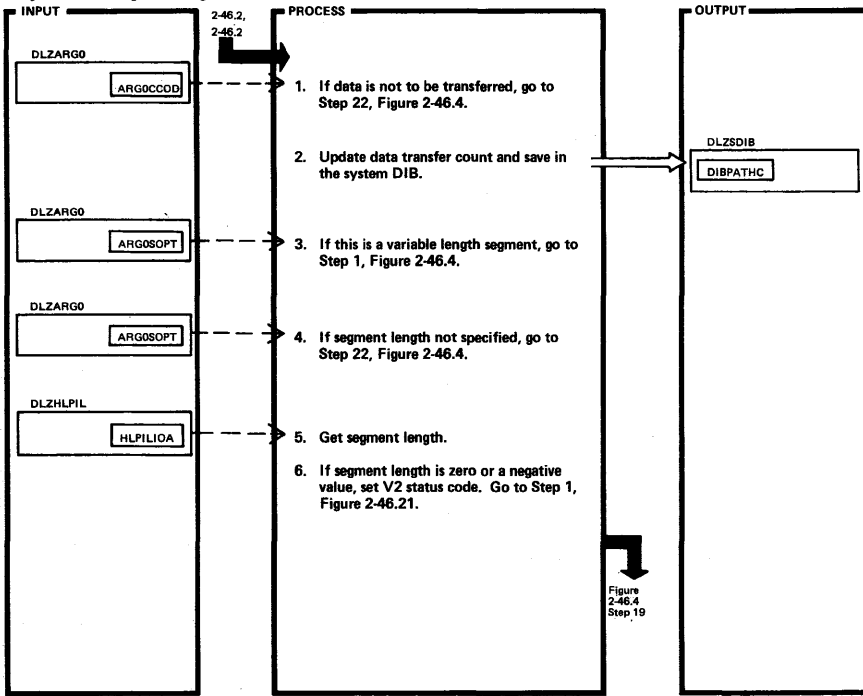 INPUT
2-46.2,
2-46.2
PROCESS
OUTPUT
DLZARG0
ARG0CCOD
1. If data is not to be transferred, go to
Step 22, Figure 2-46.4.
2. Update data transfer count and save in
the system DIB.
DLZSDIB
DIBPATHC
DLZARG0
ARG0SOPT
3. If this is a variable length segment, go to
Step 1, Figure 2-46.4.
DLZARG0
ARG0SOPT
4. If segment length not specified, go to
Step 22, Figure 2-46.4.
DLZHLPIL
HLPILIOA
5. Get segment length.
6. If segment length is zero or a negative
value, set V2 status code. Go to Step 1,
Figure 2-46.21.
Figure
2-46.4
Step 19